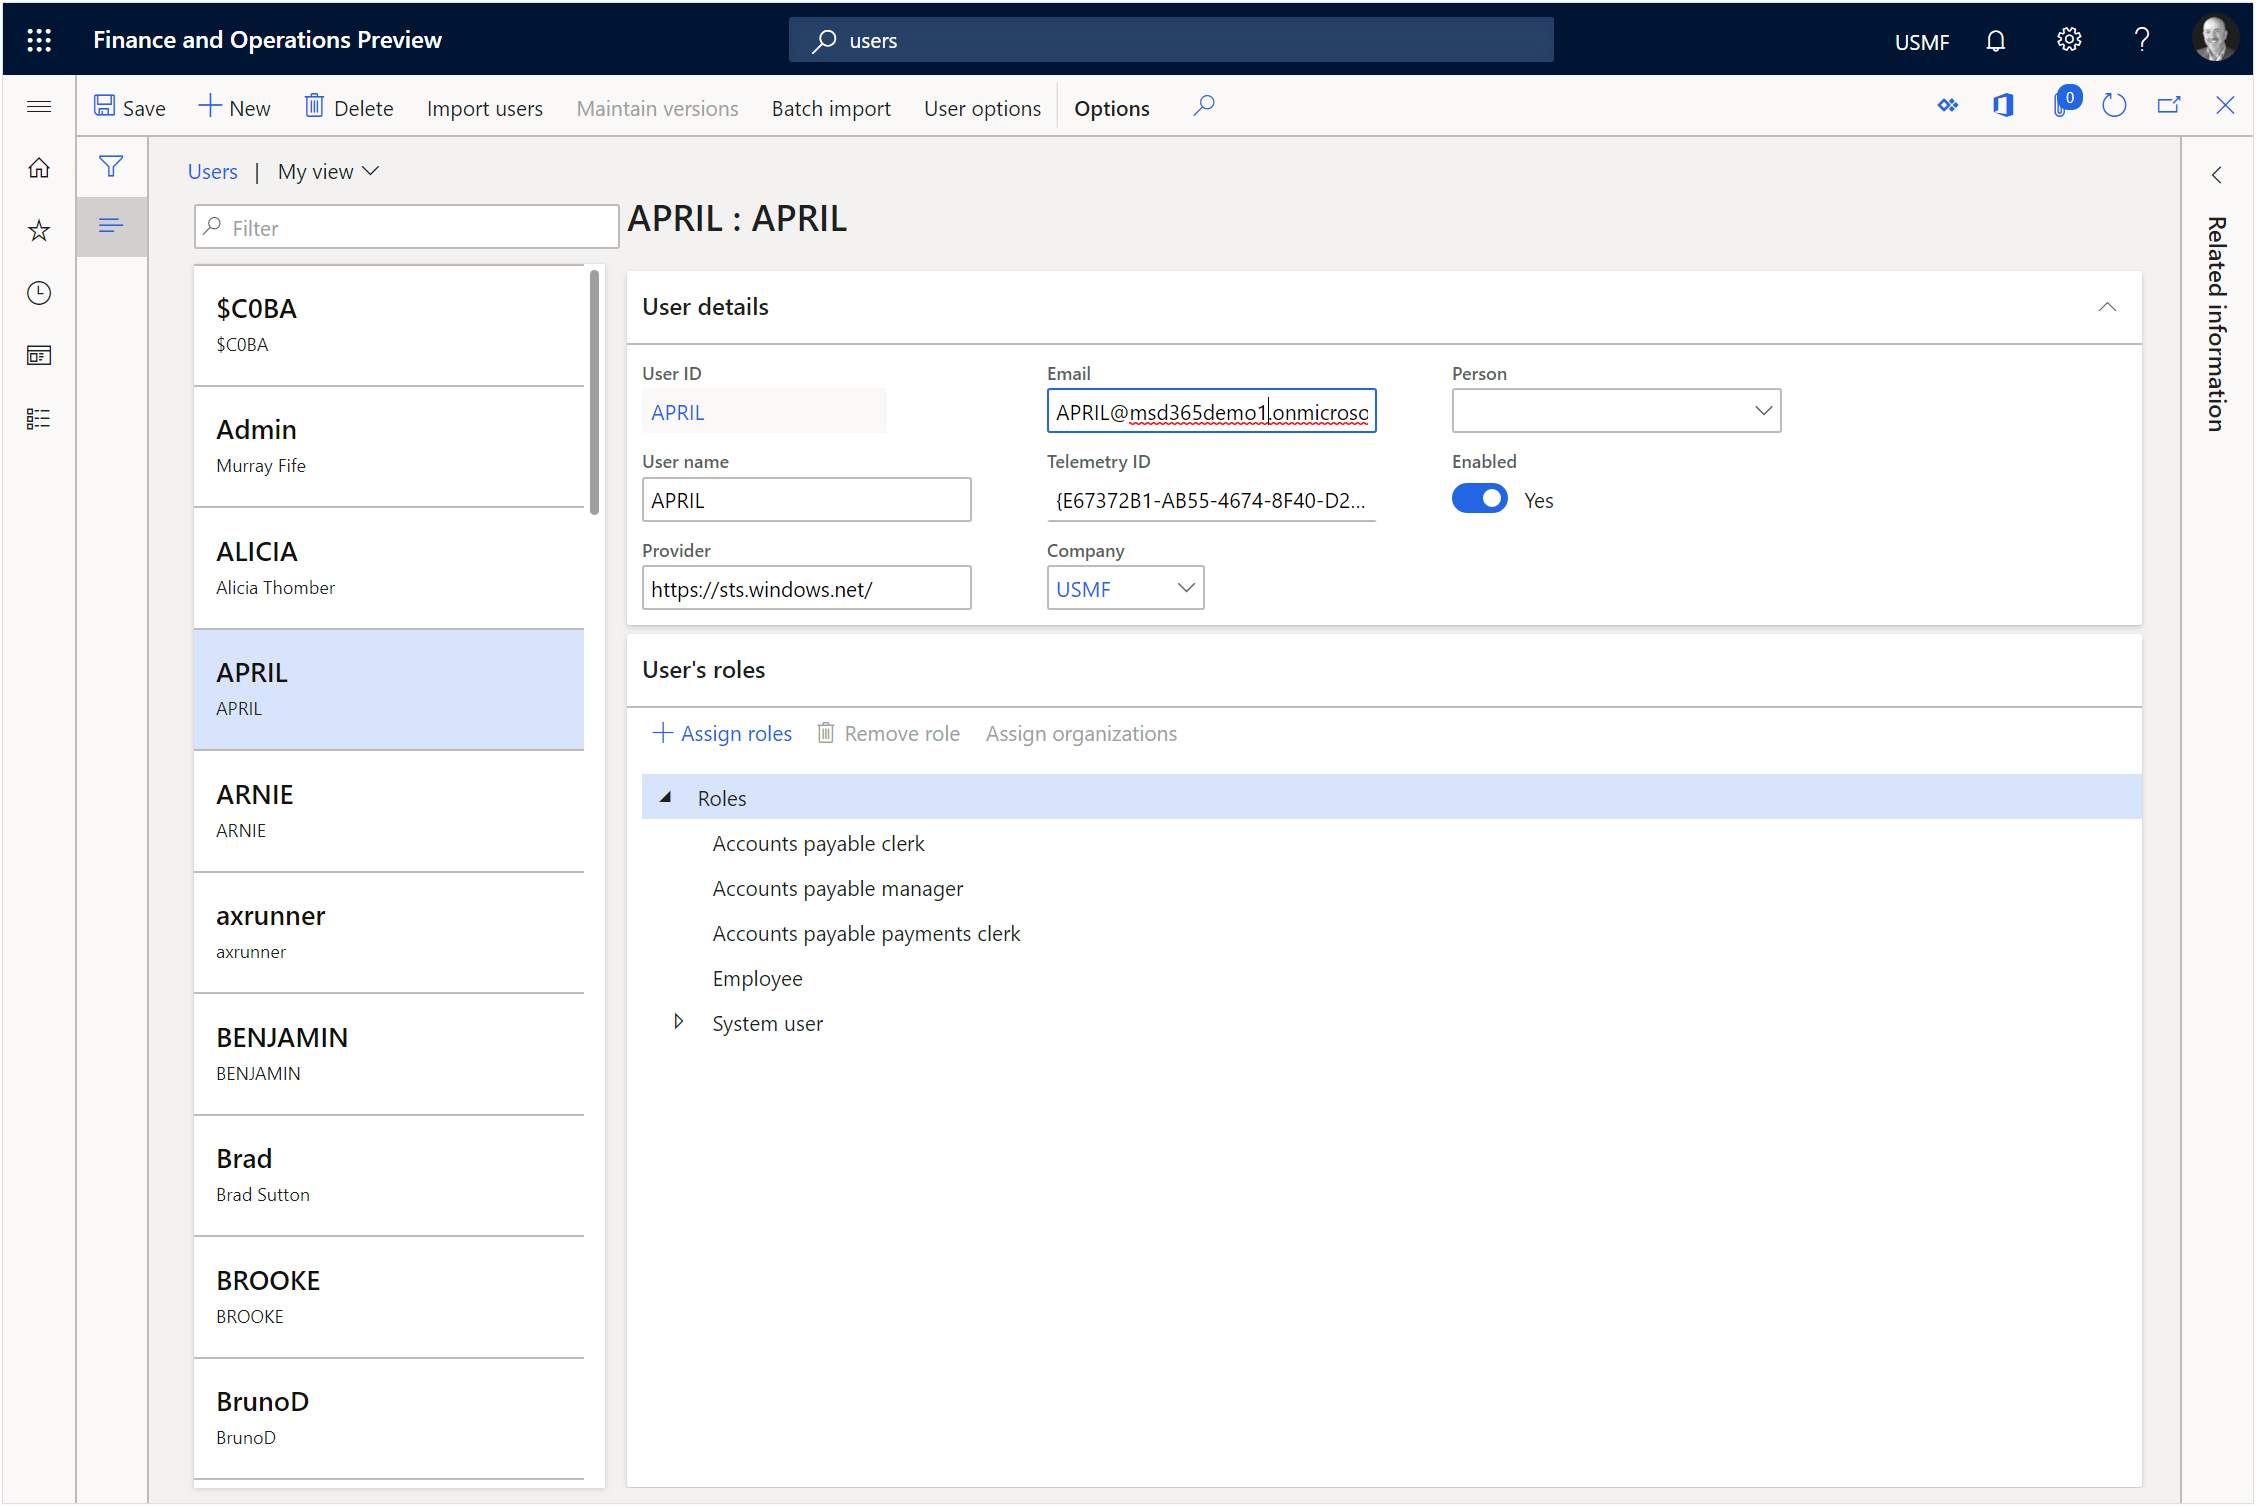 Finance and Operations Preview
users
USMF
Save
New
Delete
Import users
Maintain versions
Batch import
User options
Options
0
Users | My view
Filter
$C0BA
$C0BA
Admin
Murray Fife
ALICIA
Alicia Thomber
APRIL
APRIL
ARNIE
ARNIE
axrunner
axrunner
BENJAMIN
BENJAMIN
Brad
Brad Sutton
BROOKE
BROOKE
BrunoD
BrunoD
APRIL : APRIL
User details
User ID
APRIL
Email
APRIL@msd365demo1.onmicrosc
Person
User name
APRIL
Telemetry ID
{E67372B1-AB55-4674-8F40-D2...
Enabled
Yes
Provider
https://sts.windows.net/
Company
USMF
User's roles
Assign roles
Remove role
Assign organizations
Roles
Accounts payable clerk
Accounts payable manager
Accounts payable payments clerk
Employee
System user
Related information